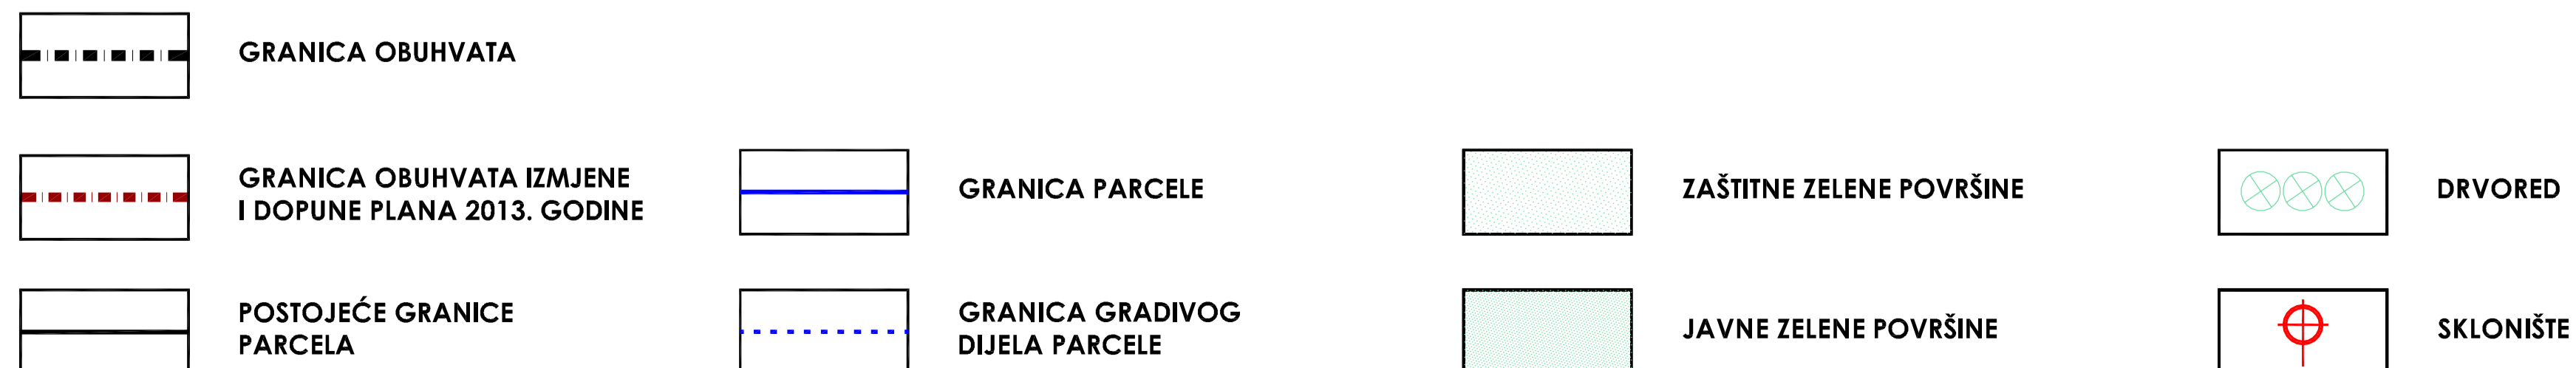 GRANICA OBUHVATA
GRANICA OBUHVATA IZMJENE
I DOPUNE PLANA 2013. GODINE
POSTOJEĆE GRANICE
PARCELA
GRANICA PARCELE
GRANICA GRADIVOG
DIJELA PARCELE
ZAŠTITNE ZELENE POVRŠINE
JAVNE ZELENE POVRŠINE
DRVORED
SKLONIŠTE